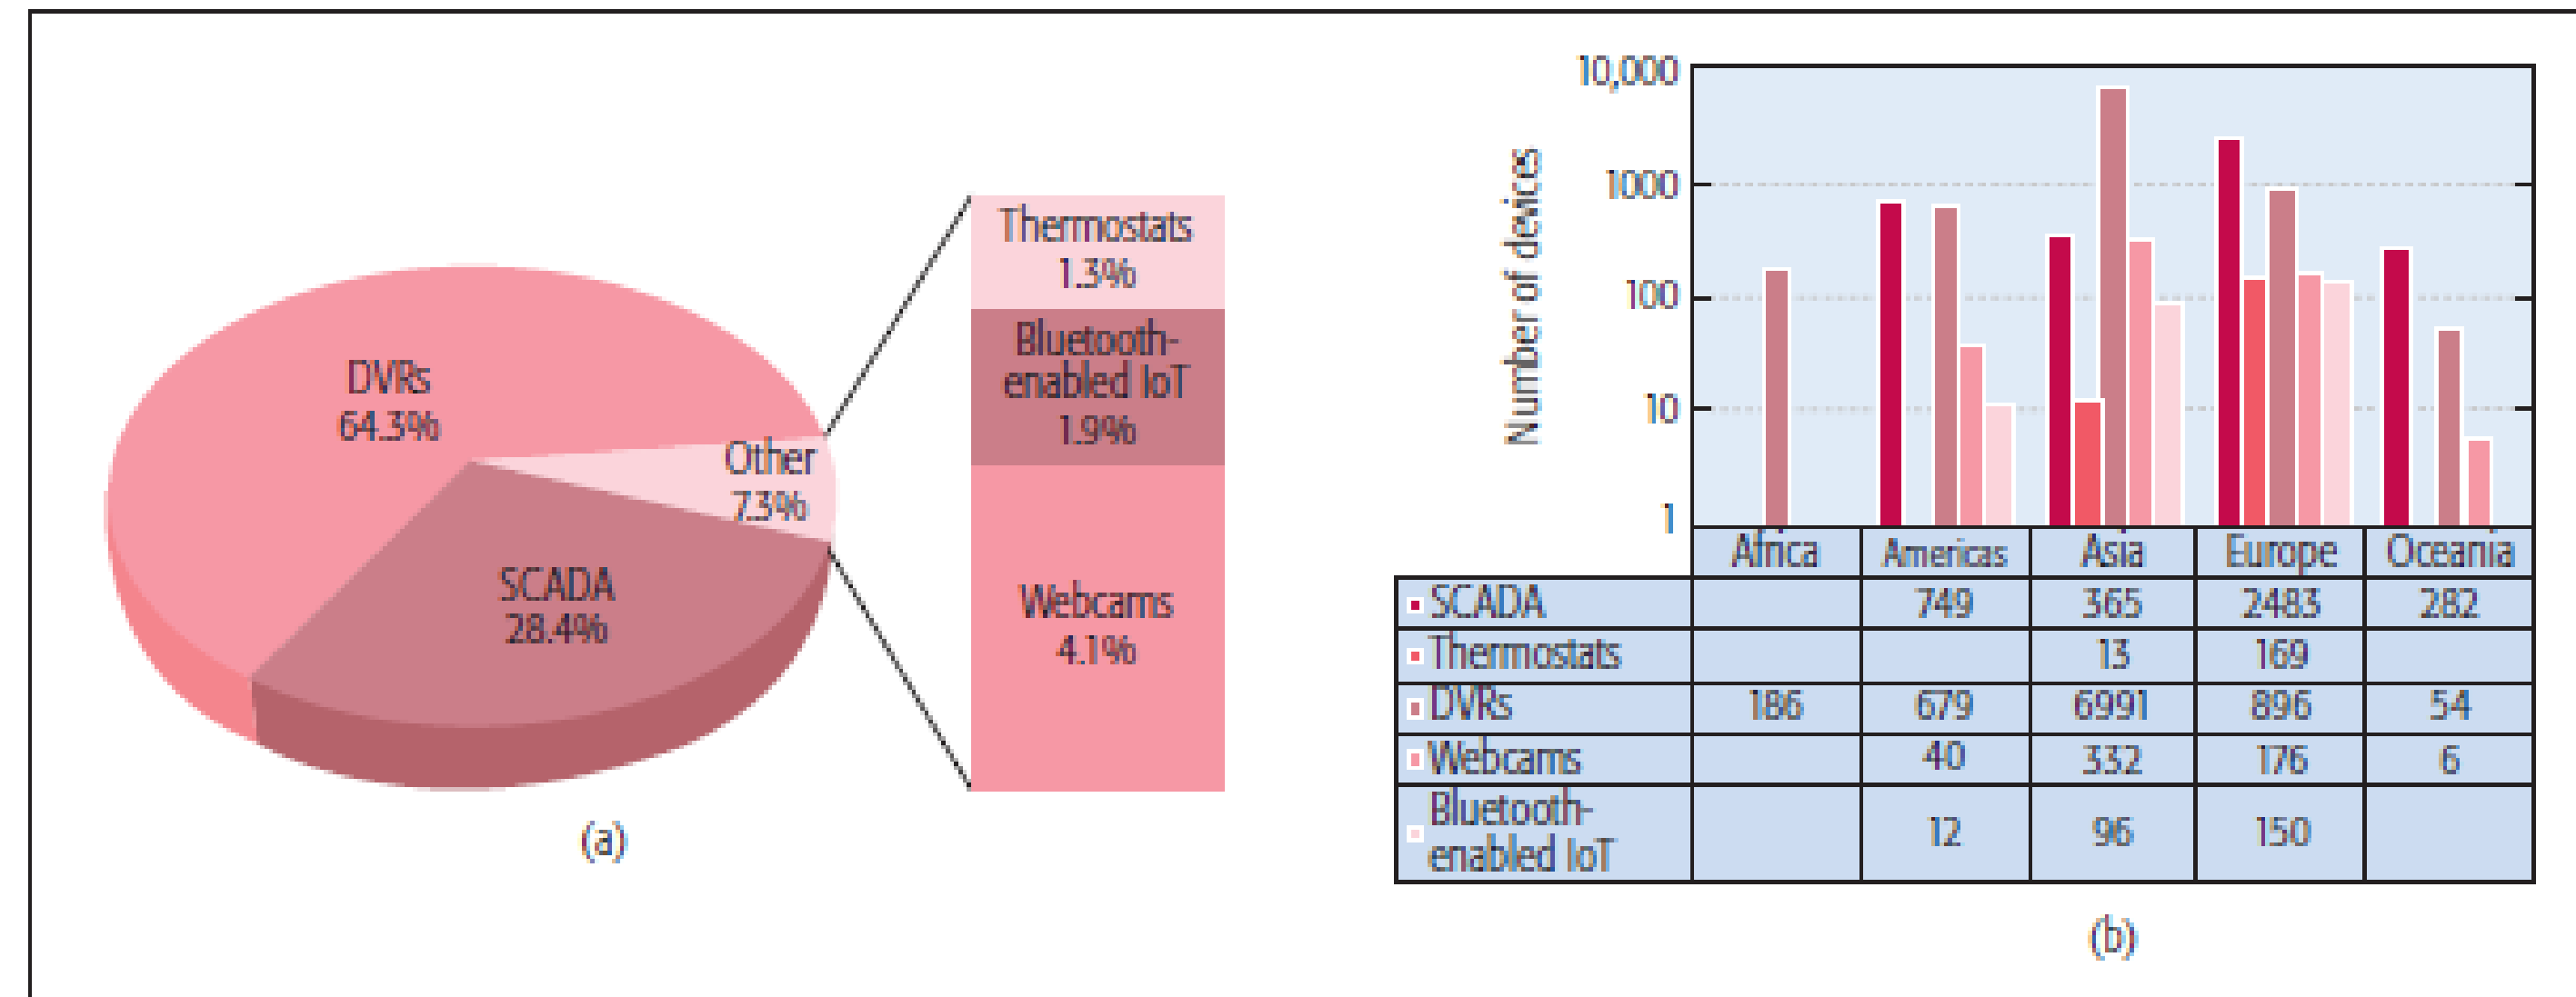 DVRs
64.3%
Other
7.3%
SCADA
28.4%
Thermostats
1.3%
Bluetooth-
enabled IoT
1.9%
Webcams
4.1%
(a)
Number of devices
10,000
1000
100
10
1
Africa Americas Asia Europe Oceania
SCADA 749 365 2483 282
Thermostats 13 169
DVRs 186 679 6991 896 54
Webcams 40 332 176 6
Bluetooth-
enabled IoT 12 96 150
(b)